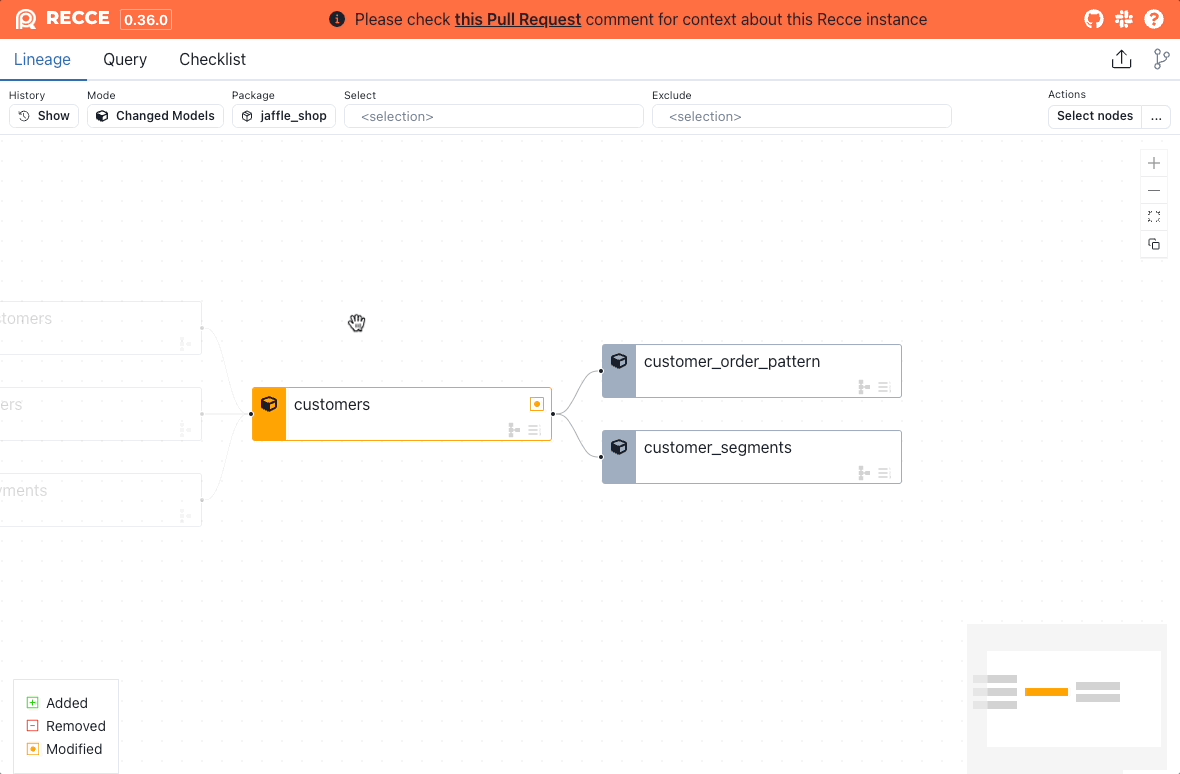 RECCE 0.36.0 Please check this Pull Request comment for context about this Recce instance
Lineage Query Checklist
History Mode Package Select Exclude Actions
Show Changed Models jaffle_shop <selection> <selection> Select nodes ...
tomers
customer_order_pattern
ers
customers
customer_segments
ments
Added
Removed
Modified